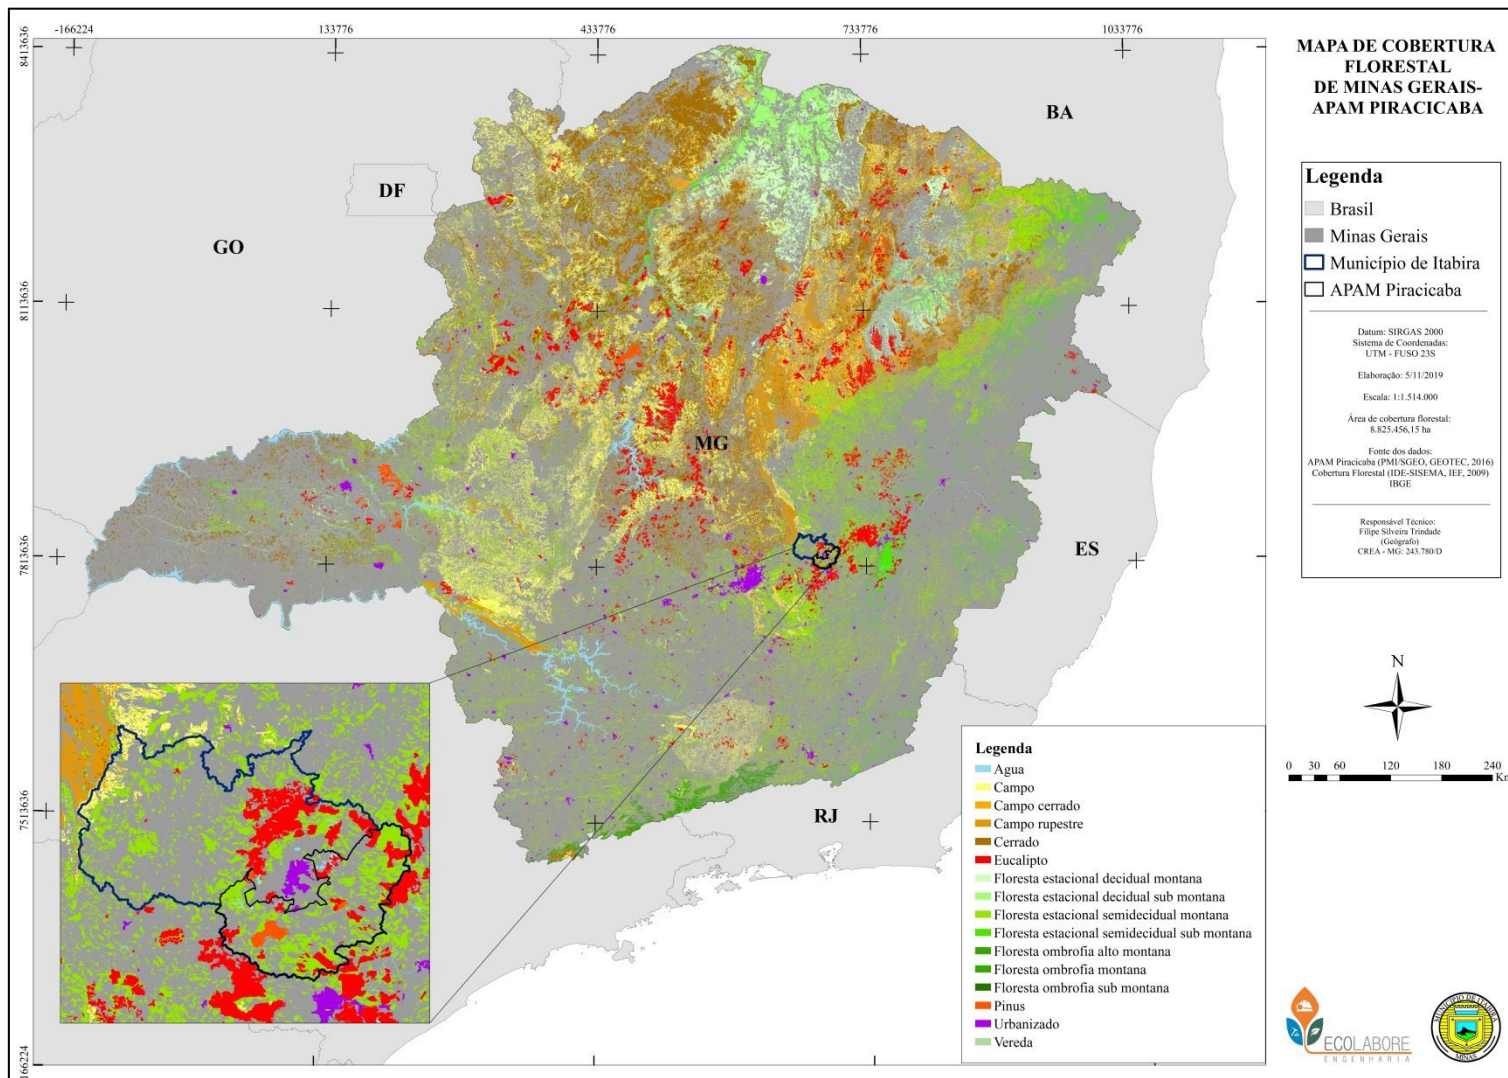 -166224
133776
433776
733776
1033776
8413636
8113636
7813636
7513636
166224
BA
DF
GO
MG
ES
RJ
MAPA DE COBERTURA
FLORESTAL
DE MINAS GERAIS-
APAM PIRACICABA
Legenda
Brasil
Minas Gerais
Município de Itabira
APAM Piracicaba
Datum: SIRGAS 2000
Sistema de Coordenadas:
UTM - FUSO 23S
Elaboração: 5/11/2019
Escala: 1:1.514.000
Área de cobertura florestal:
8.825.456,15 ha
Fonte dos dados:
APAM Piracicaba (PMI/SGEO, GEOTEC, 2016)
Cobertura Florestal (IDE-SISEMA, IEF, 2009)
IBGE
Responsável Técnico:
Filipe Silveira Trindade
(Geógrafo)
CREA - MG: 243.780/D
N
0 30 60 120 180 240
Km
Legenda
Agua
Campo
Campo cerrado
Campo rupestre
Cerrado
Eucalipto
Floresta estacional decidual montana
Floresta estacional decidual sub montana
Floresta estacional semidecidual montana
Floresta estacional semidecidual sub montana
Floresta ombrofia alto montana
Floresta ombrofia montana
Floresta ombrofia sub montana
Pinus
Urbanizado
Vereda
ECOLABORE
ENGENHARIA
MUNICÍPIO DE ITABIRA
MINAS